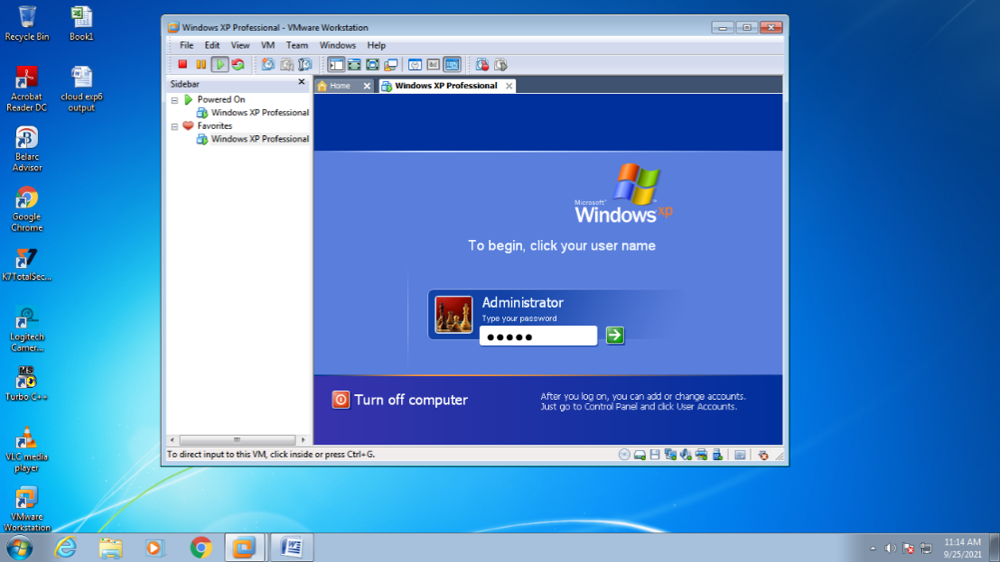 Recycle Bin
Book1
Acrobat
Reader DC
cloud exp6
output
Belarc
Advisor
Google
Chrome
K7TotalSec...
Logitech
Camer...
MS
Turbo C++
VLC media
player
VMware
Workstation
Windows XP Professional - VMware Workstation
File Edit View VM Team Windows Help
Sidebar
Home
Windows XP Professional
Powered On
Windows XP Professional
Favorites
Windows XP Professional
Microsoft
Windows xp
To begin, click your user name
Administrator
Type your password
Turn off computer
After you log on, you can add or change accounts.
Just go to Control Panel and click User Accounts.
To direct input to this VM, click inside or press Ctrl+G.
11:14 AM
9/25/2021